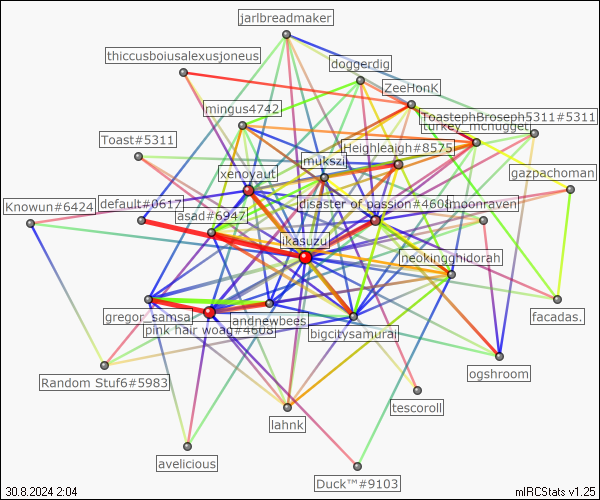 jarlbreadmaker
thiccusboiusalexusjoneus
doggerdig
ZeeHonK
mingus4742
ToastephBroseph5311#5311
turkey_mcnugget
Toast#5311
Heighleaigh#8575
mukszi
xenoyaut
gazpachoman
Knowun#6424
default#0617
disaster of passion#4608
moonraven
asad#6947
ikasuzu
neokingghidorah
gregor_samsa
facadas.
andnewbees
pink hair woag#4608
bigcitysamurai
ogshroom
Random Stuf6#5983
tescoroll
lahnk
avelicious
Duck™#9103
30.8.2024 2:04
mIRCStats v1.25